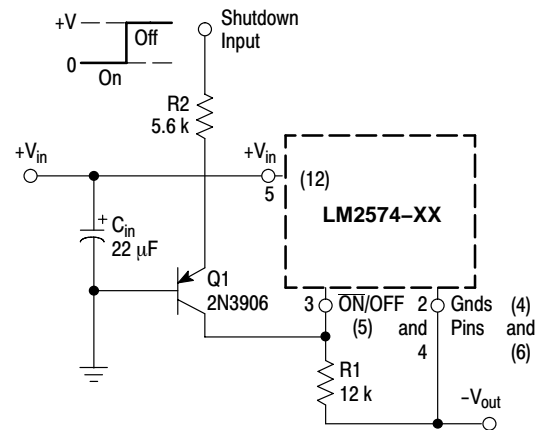 +V
Off
0
On
Shutdown
Input
R2
5.6 k
+Vin
+Vin
5
(12)
LM2574–XX
+
Cin
22 μF
Q1
2N3906
3
ON/OFF
(5)
2
and
4
Gnds
Pins
(4)
and
(6)
R1
12 k
–Vout